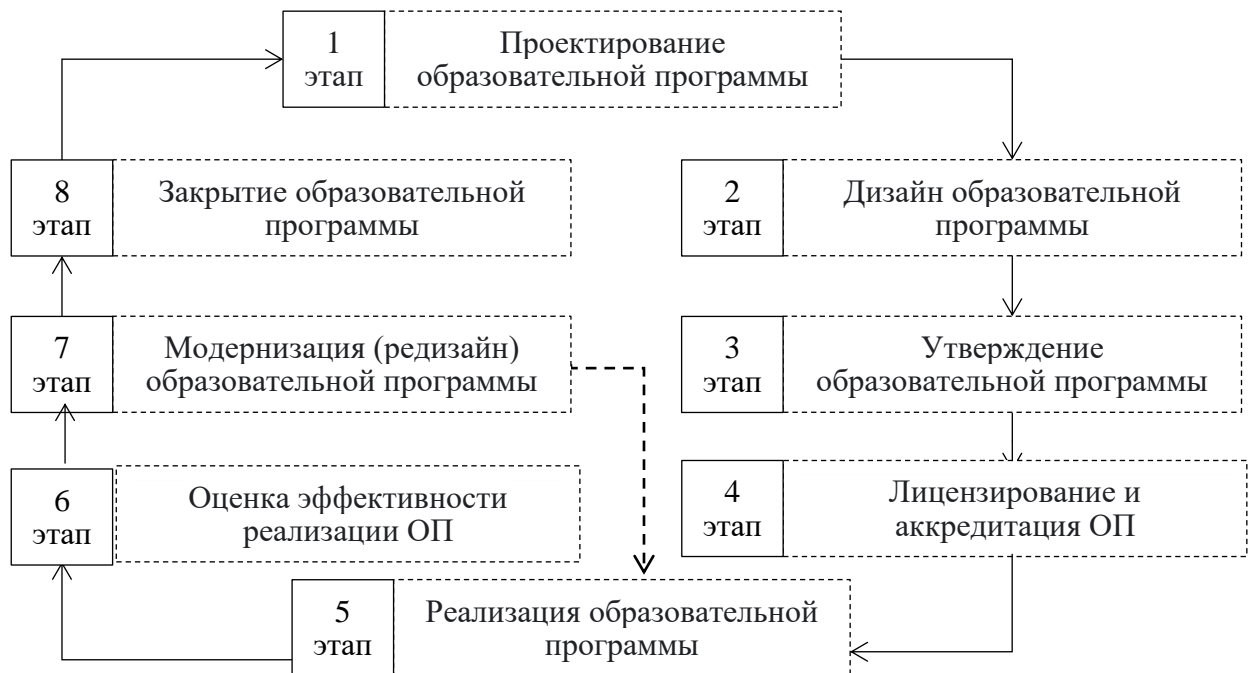 1
этап
Проектирование
образовательной программы
2
этап
Дизайн образовательной
программы
3
этап
Утверждение
образовательной программы
4
этап
Лицензирование и
аккредитация ОП
5
этап
Реализация образовательной
программы
6
этап
Оценка эффективности
реализации ОП
7
этап
Модернизация (редизайн)
образовательной программы
8
этап
Закрытие образовательной
программы